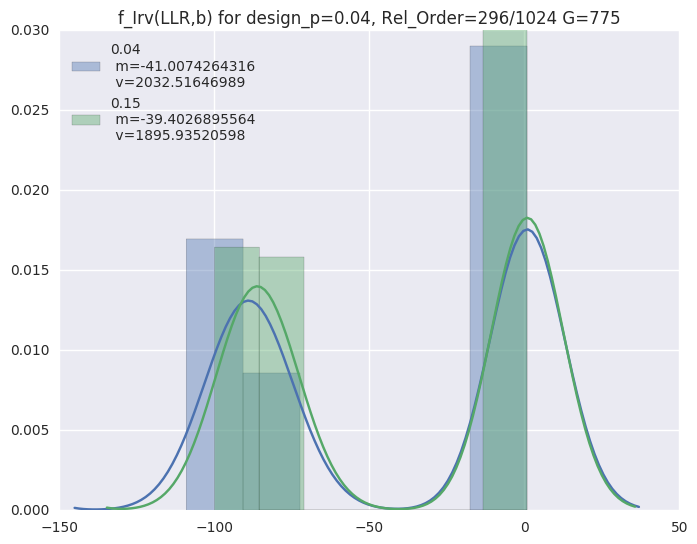 f_Irv(LLR,b) for design_p=0.04, Rel_Order=296/1024 G=775
0.030
0.025
0.020
0.015
0.010
0.005
0.000
0.04
m=-41.0074264316
v=2032.51646989
0.15
m=-39.4026895564
v=1895.93520598
−150
−100
−50
0
50